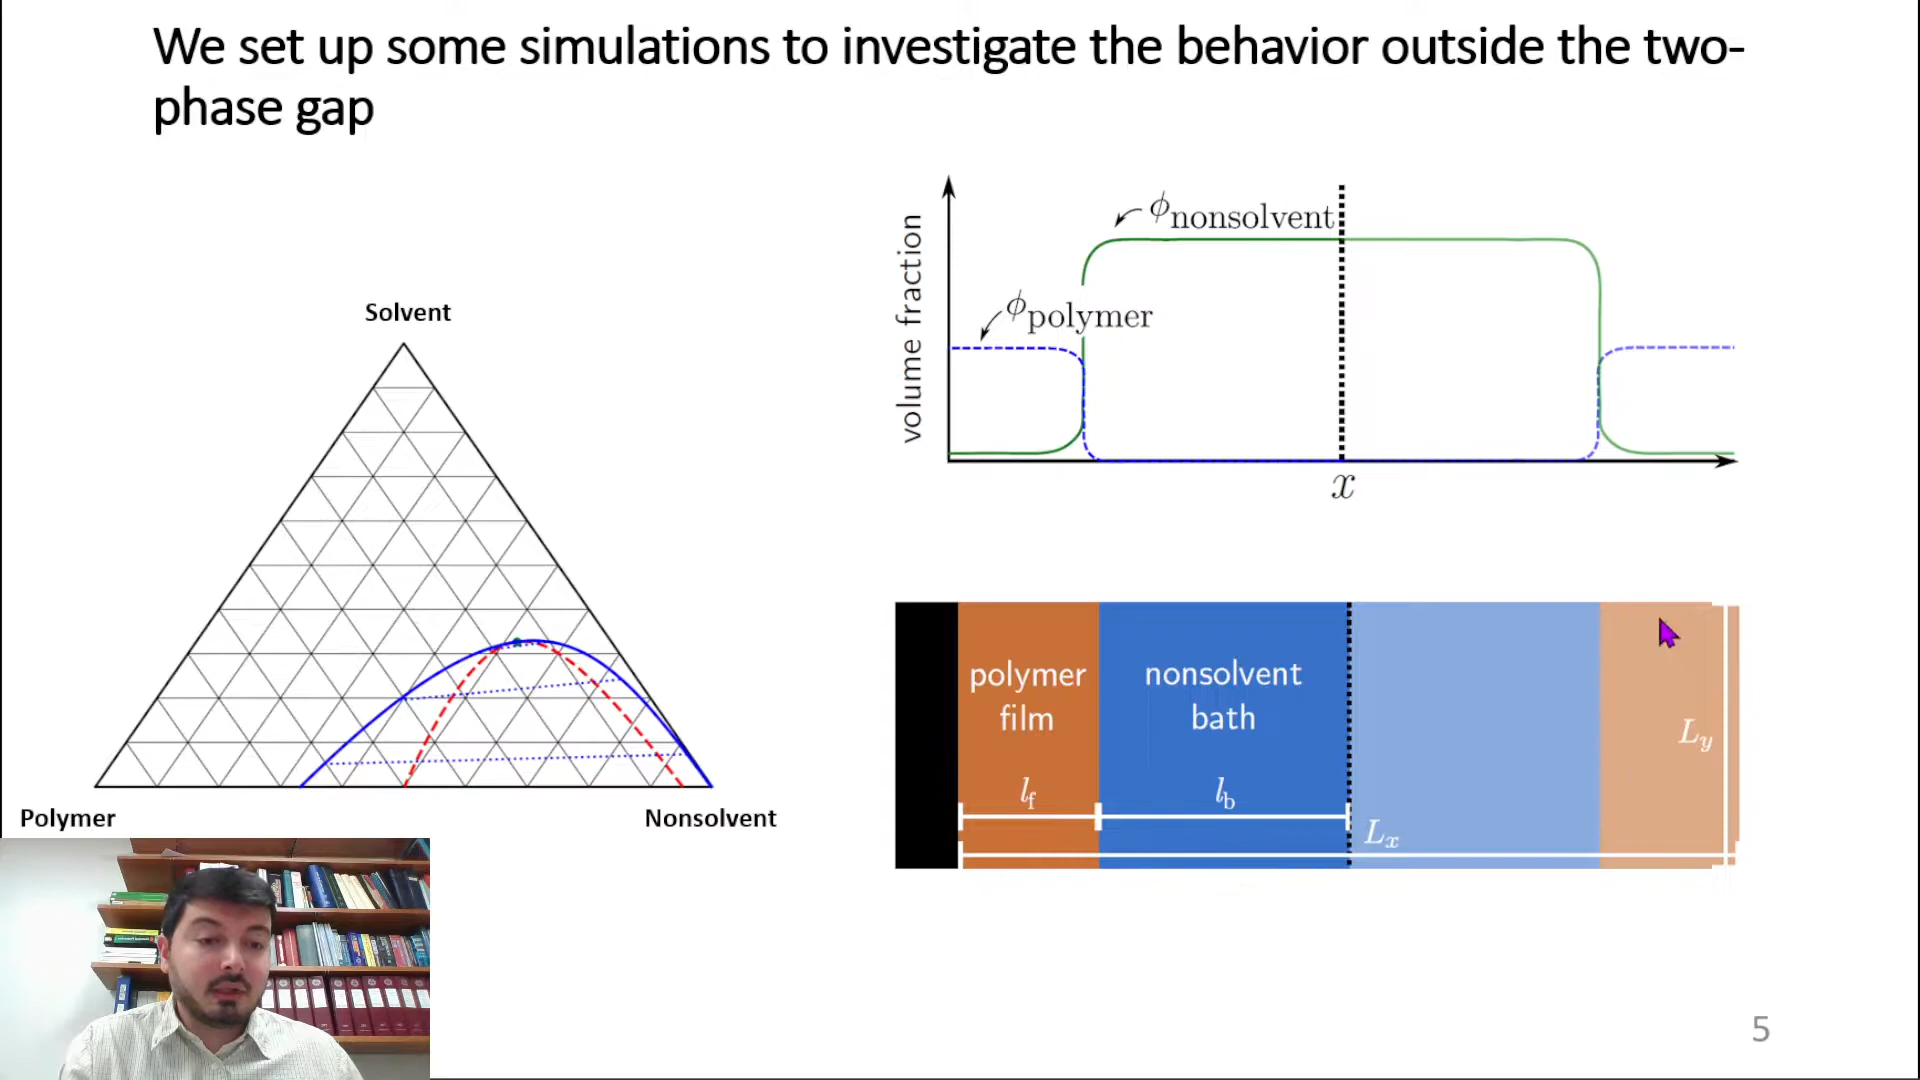 We set up some simulations to investigate the behavior outside the two-
phase gap
Solvent
Polymer
Nonsolvent
volume fraction
ϕnonsolvent
ϕpolymer
x
polymer
film
nonsolvent
bath
lf
lb
Lx
Ly
5